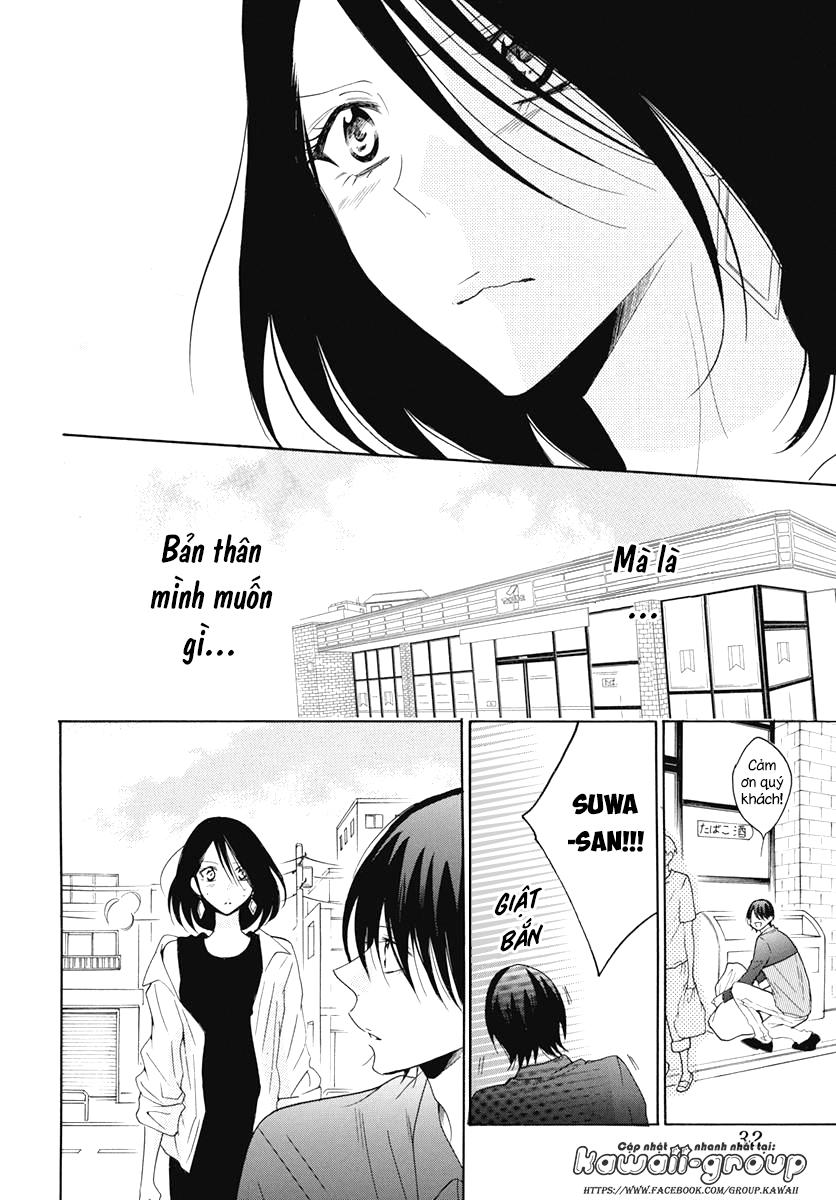 Mà là
...
Bản thân
mình muốn
gì...
Cảm
ơn quý
khách!
たばこ 酒
SUWA
-SAN!!!
GIẬT
BẮN
32
Cập nhật nhanh nhất tại:
Kawaii-group
HTTPS://WWW.FACEBOOK.COM/GROUP.KAWAII